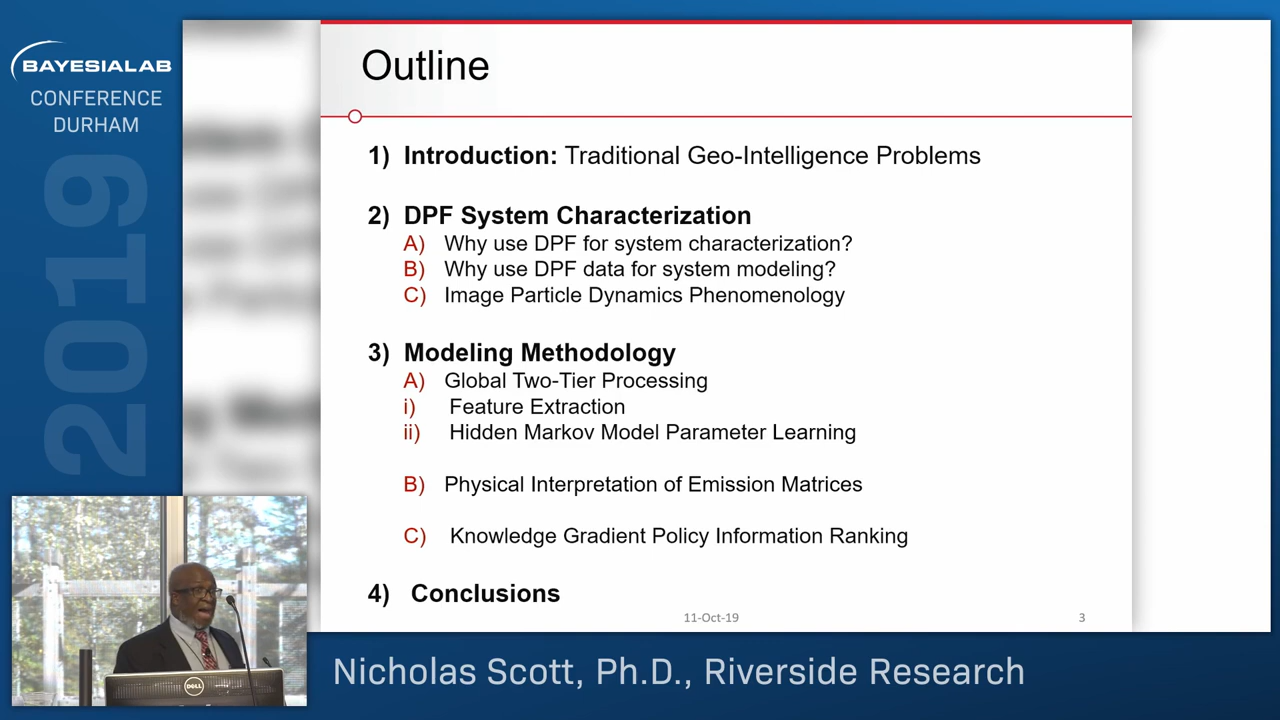 BAYESIALAB
CONFERENCE
DURHAM
2019
Outline
1) Introduction: Traditional Geo-Intelligence Problems
2) DPF System Characterization
A) Why use DPF for system characterization?
B) Why use DPF data for system modeling?
C) Image Particle Dynamics Phenomenology
3) Modeling Methodology
A) Global Two-Tier Processing
i) Feature Extraction
ii) Hidden Markov Model Parameter Learning
B) Physical Interpretation of Emission Matrices
C) Knowledge Gradient Policy Information Ranking
4) Conclusions
11-Oct-19 3
DELL
Nicholas Scott, Ph.D., Riverside Research